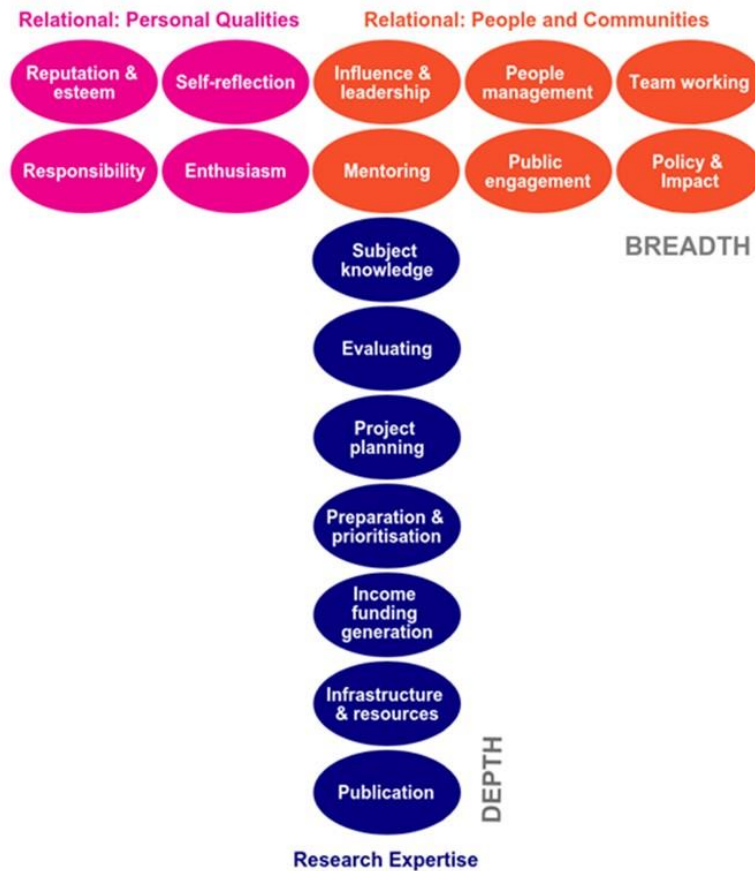 Relational: Personal Qualities
Relational: People and Communities
Reputation &
esteem
Self-reflection
Influence &
leadership
People
management
Team working
Responsibility
Enthusiasm
Mentoring
Public
engagement
Policy &
Impact
BREADTH
Subject
knowledge
Evaluating
Project
planning
Preparation &
prioritisation
Income
funding
generation
Infrastructure
& resources
Publication
DEPTH
Research Expertise